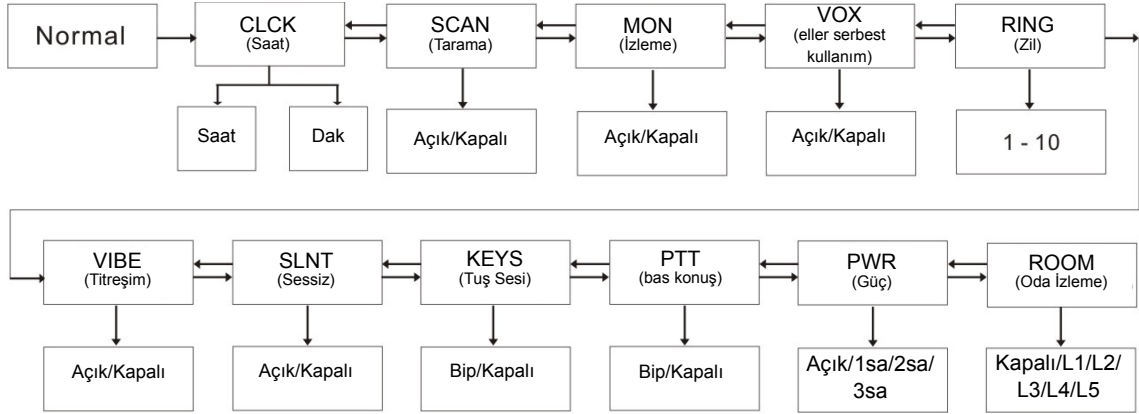 Normal
CLCK
(Saat)
SCAN
(Tarama)
MON
(İzleme)
VOX
(eller serbest
kullanım)
RING
(Zil)
Saat
Dak
Açık/Kapalı
Açık/Kapalı
Açık/Kapalı
1 - 10
VIBE
(Titreşim)
SLNT
(Sessiz)
KEYS
(Tuş Sesi)
PTT
(bas konuş)
PWR
(Güç)
ROOM
(Oda İzleme)
Açık/Kapalı
Açık/Kapalı
Bip/Kapalı
Bip/Kapalı
Açık/1sa/2sa/
3sa
Kapalı/L1/L2/
L3/L4/L5